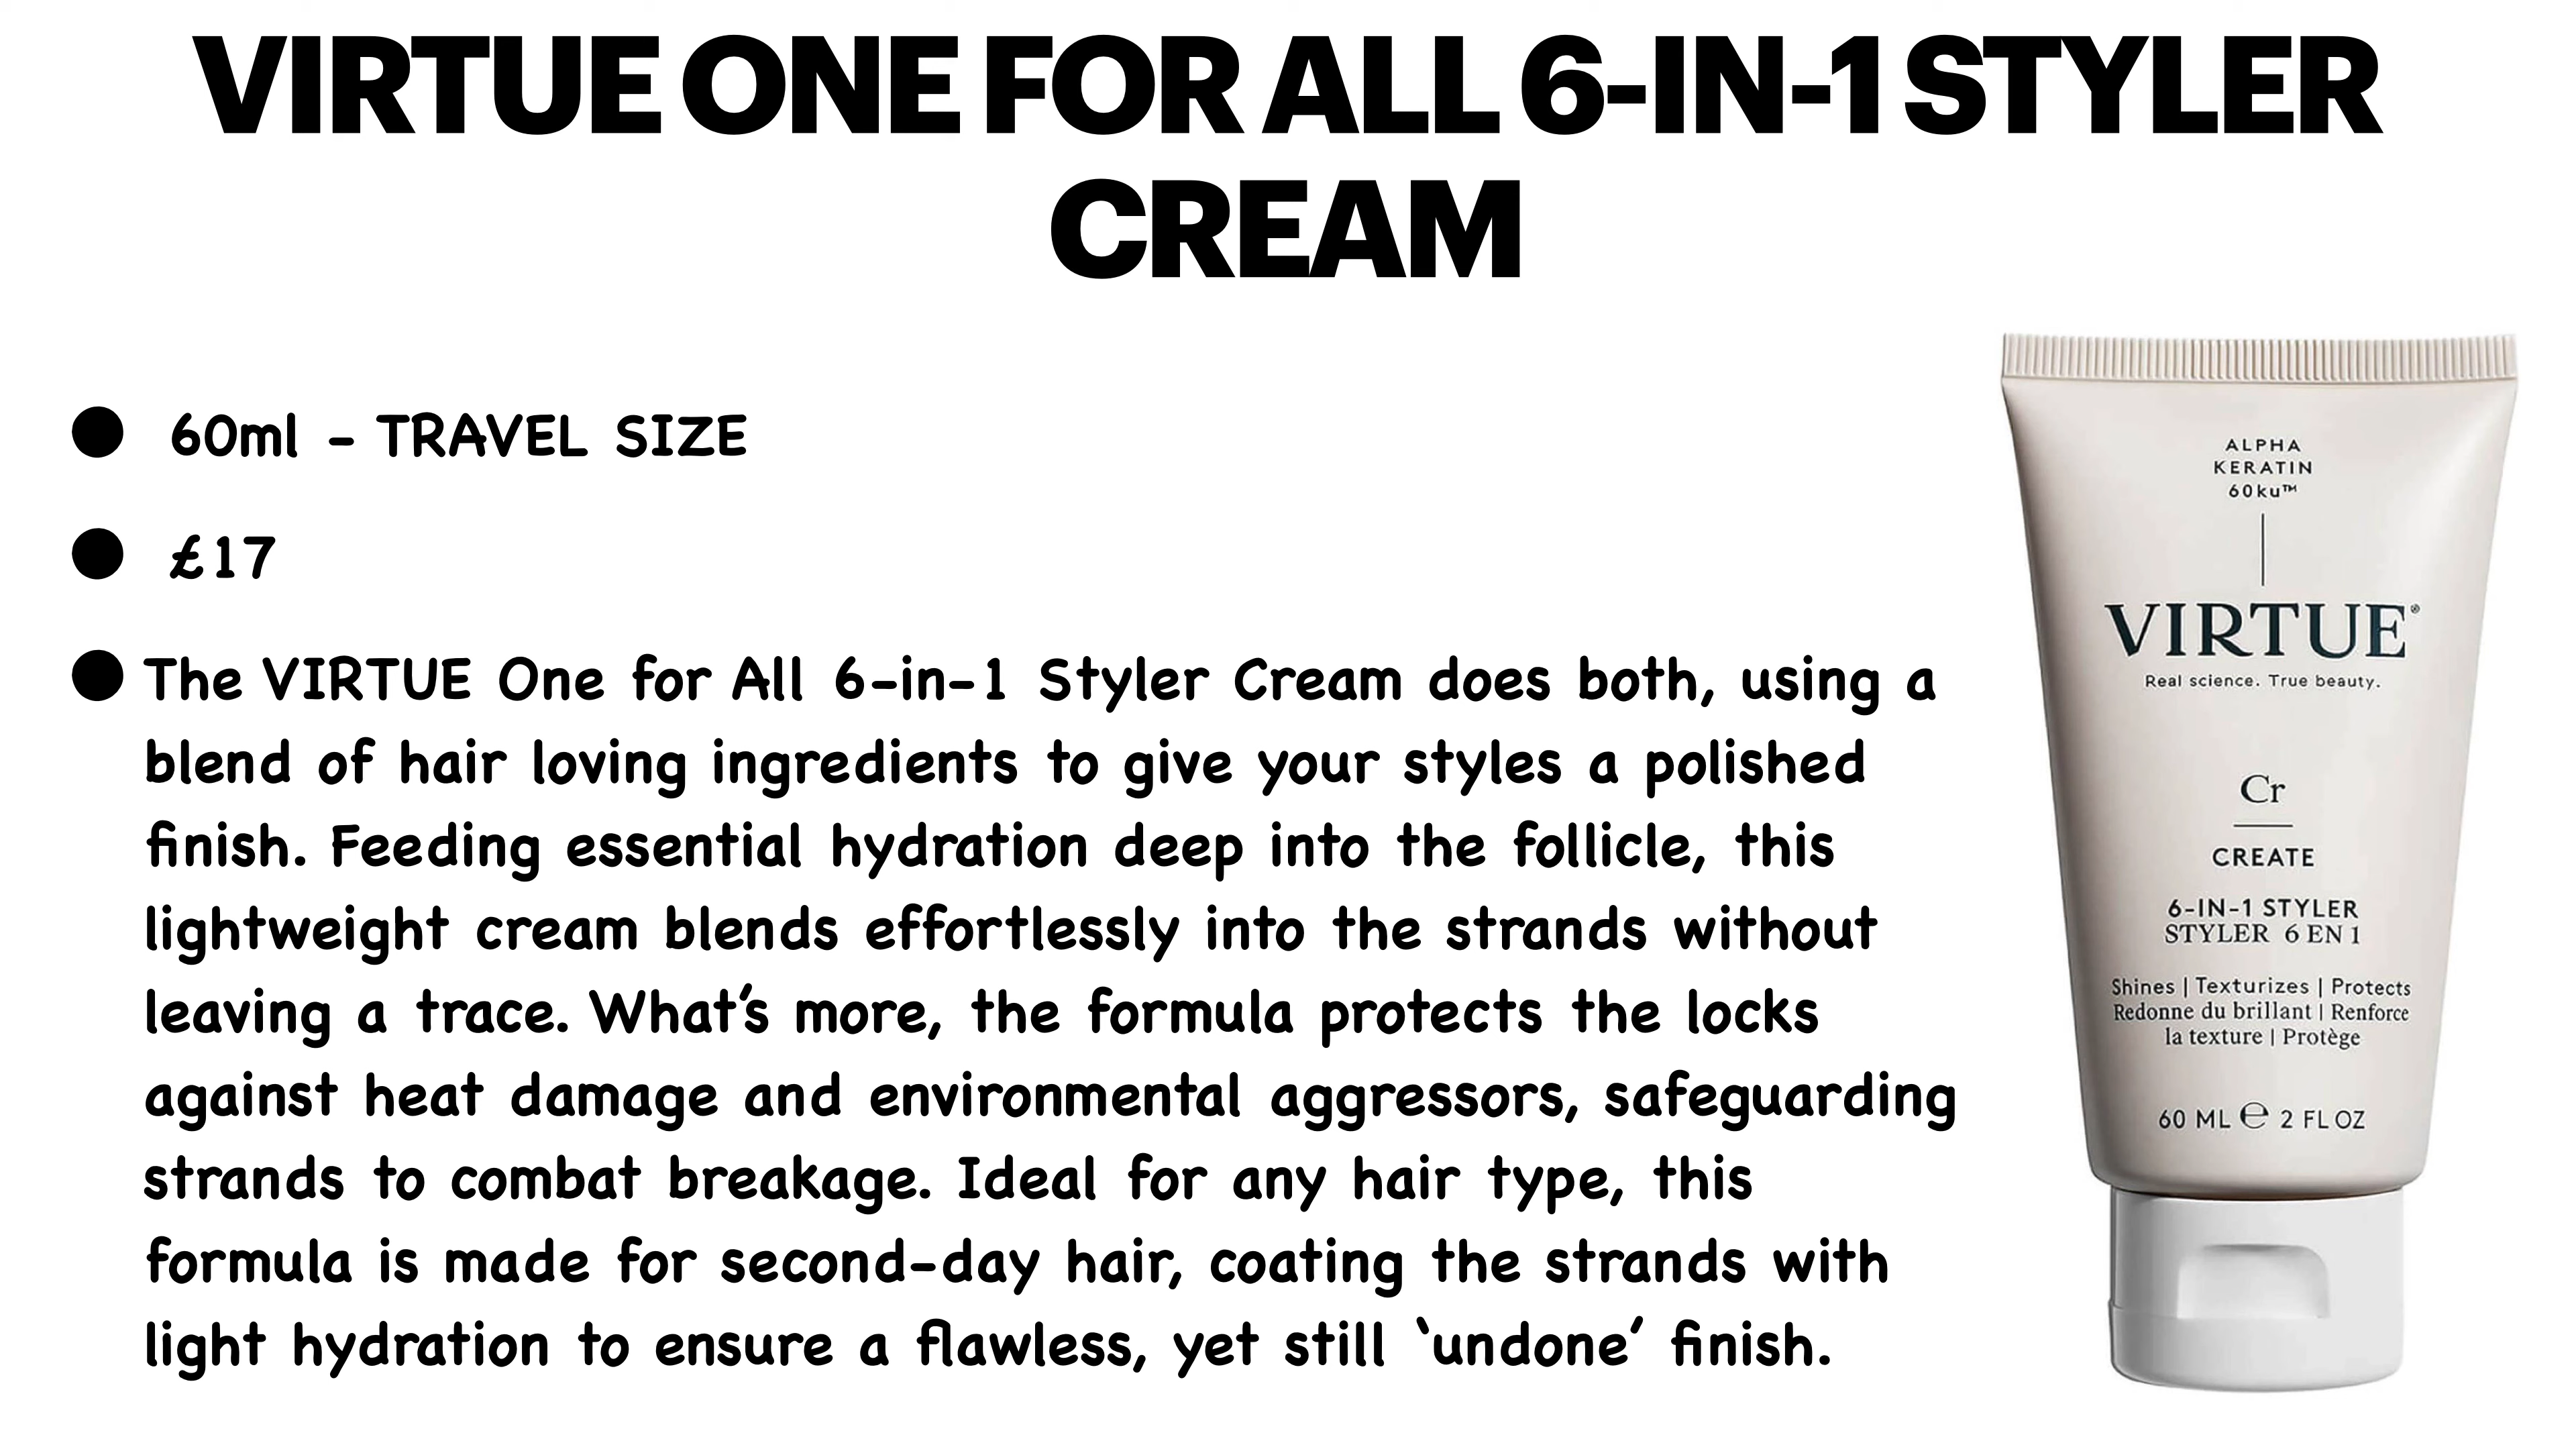 VIRTUE ONE FOR ALL 6-IN-1 STYLER
CREAM
● 60ml - TRAVEL SIZE
● £17
● The VIRTUE One for All 6-in-1 Styler Cream does both, using a
blend of hair loving ingredients to give your styles a polished
finish. Feeding essential hydration deep into the follicle, this
lightweight cream blends effortlessly into the strands without
leaving a trace. What's more, the formula protects the locks
against heat damage and environmental aggressors, safeguarding
strands to combat breakage. Ideal for any hair type, this
formula is made for second-day hair, coating the strands with
light hydration to ensure a flawless, yet still ‘undone’ finish.
ALPHA
KERATIN
60ku™
VIRTUE®
Real science. True beauty.
Cr
CREATE
6-IN-1 STYLER
STYLER 6 EN 1
Shines | Texturizes | Protects
Redonne du brillant | Renforce
la texture | Protège
60 ML ℮ 2 FL OZ